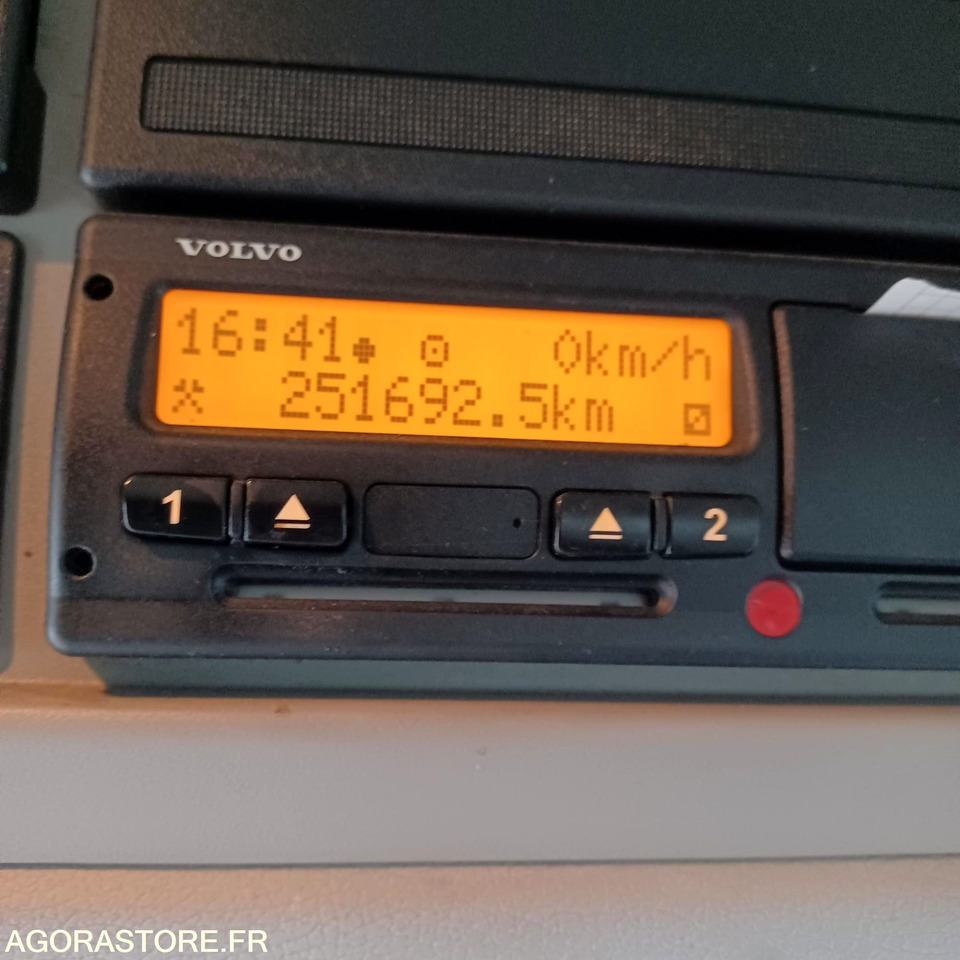 VOLVO
16:41 0km/h
251692.5km
1 2
AGORASTORE.FR